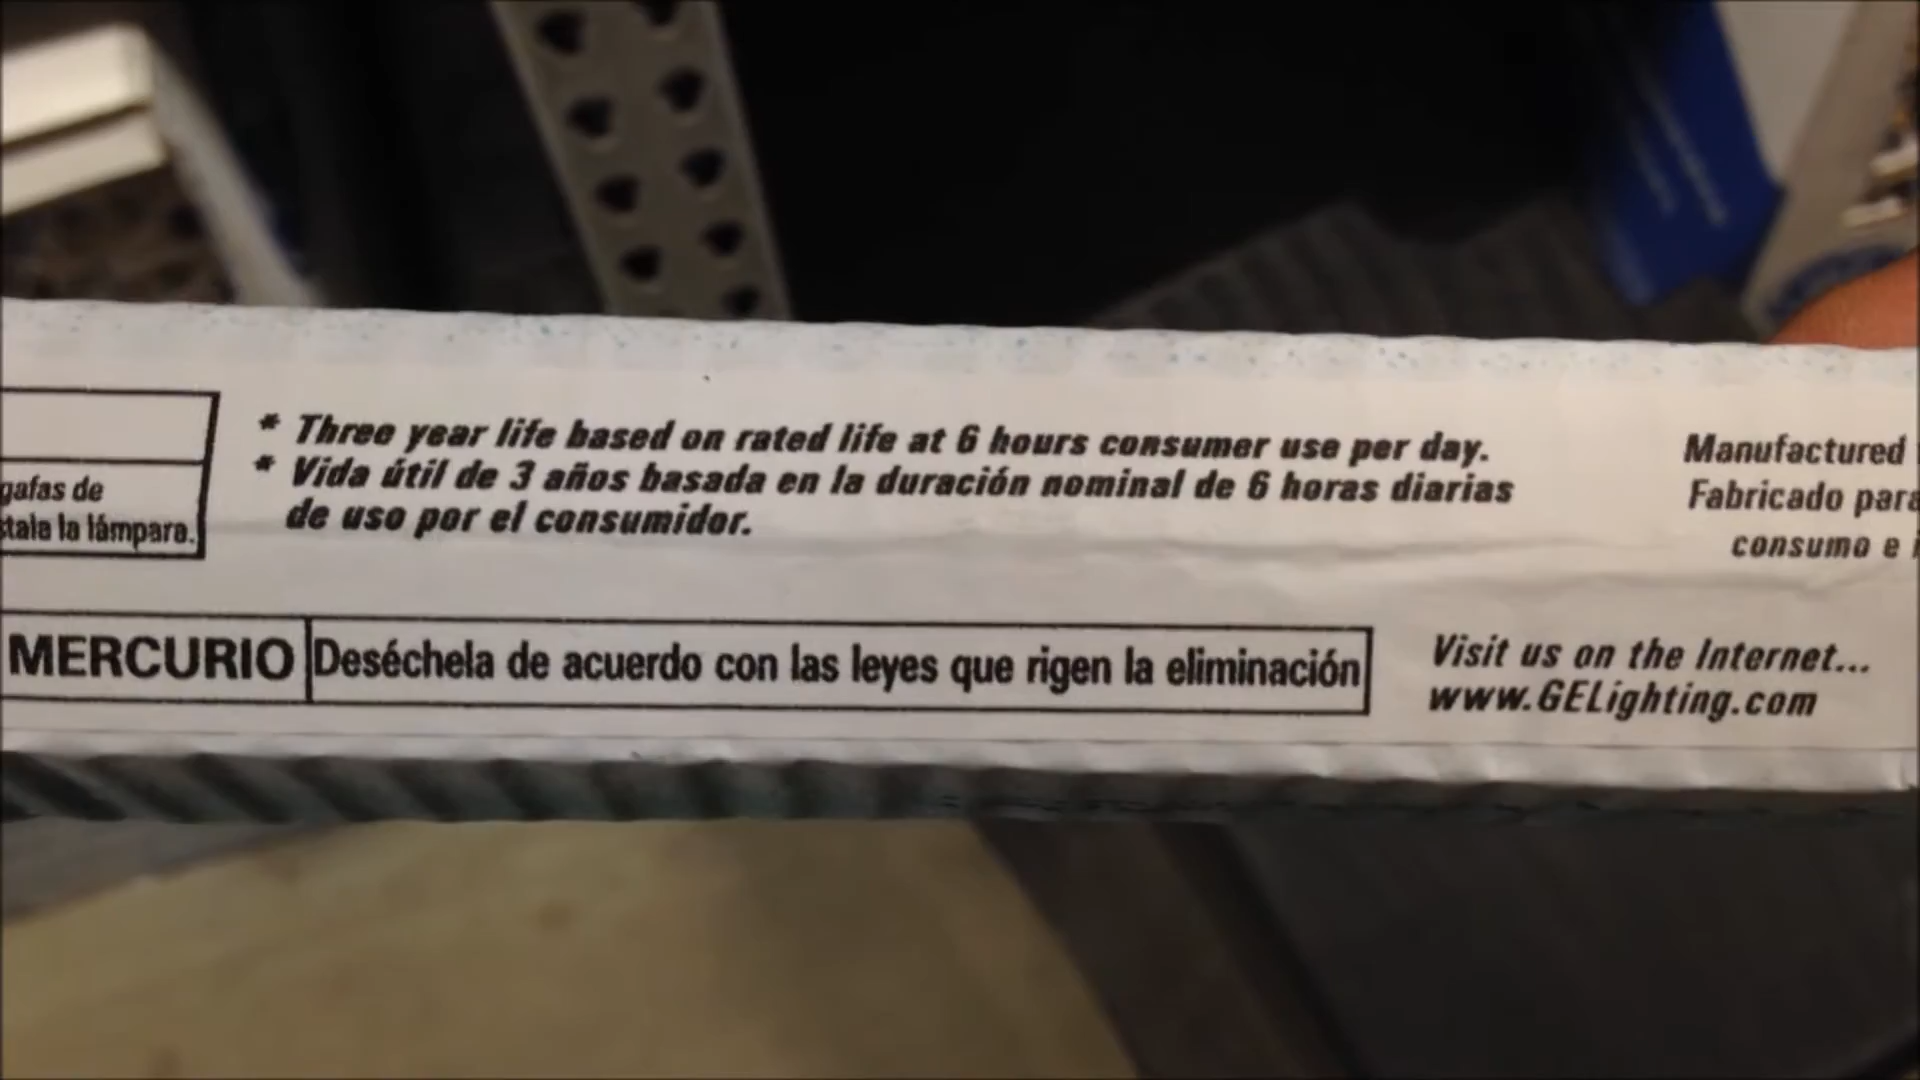 gafas de
la lámpara.
* Three year life based on rated life at 6 hours consumer use per day.
* Vida útil de 3 años basada en la duración nominal de 6 horas diarias
de uso por el consumidor.
Manufactured
Fabricado para
consumo e
MERCURIO
Deséchela de acuerdo con las leyes que rigen la eliminación
Visit us on the Internet...
www.GELighting.com